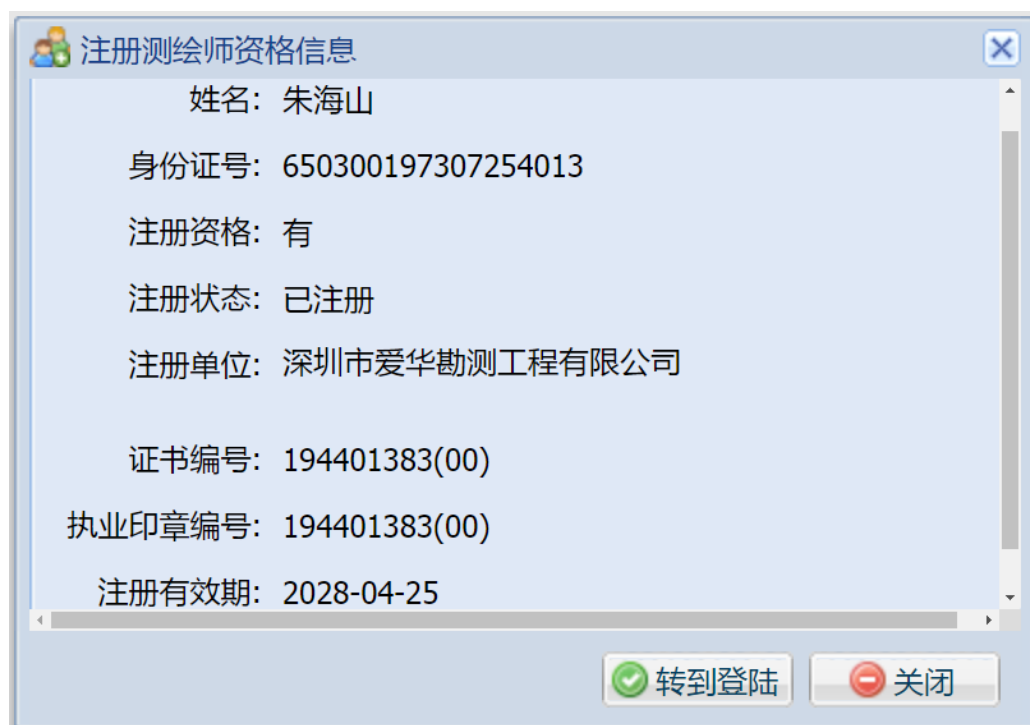 注册测绘师资格信息
姓名: 朱海山
身份证号: 650300197307254013
注册资格: 有
注册状态: 已注册
注册单位: 深圳市爱华勘测工程有限公司
证书编号: 194401383(00)
执业印章编号: 194401383(00)
注册有效期: 2028-04-25
转到登陆 关闭